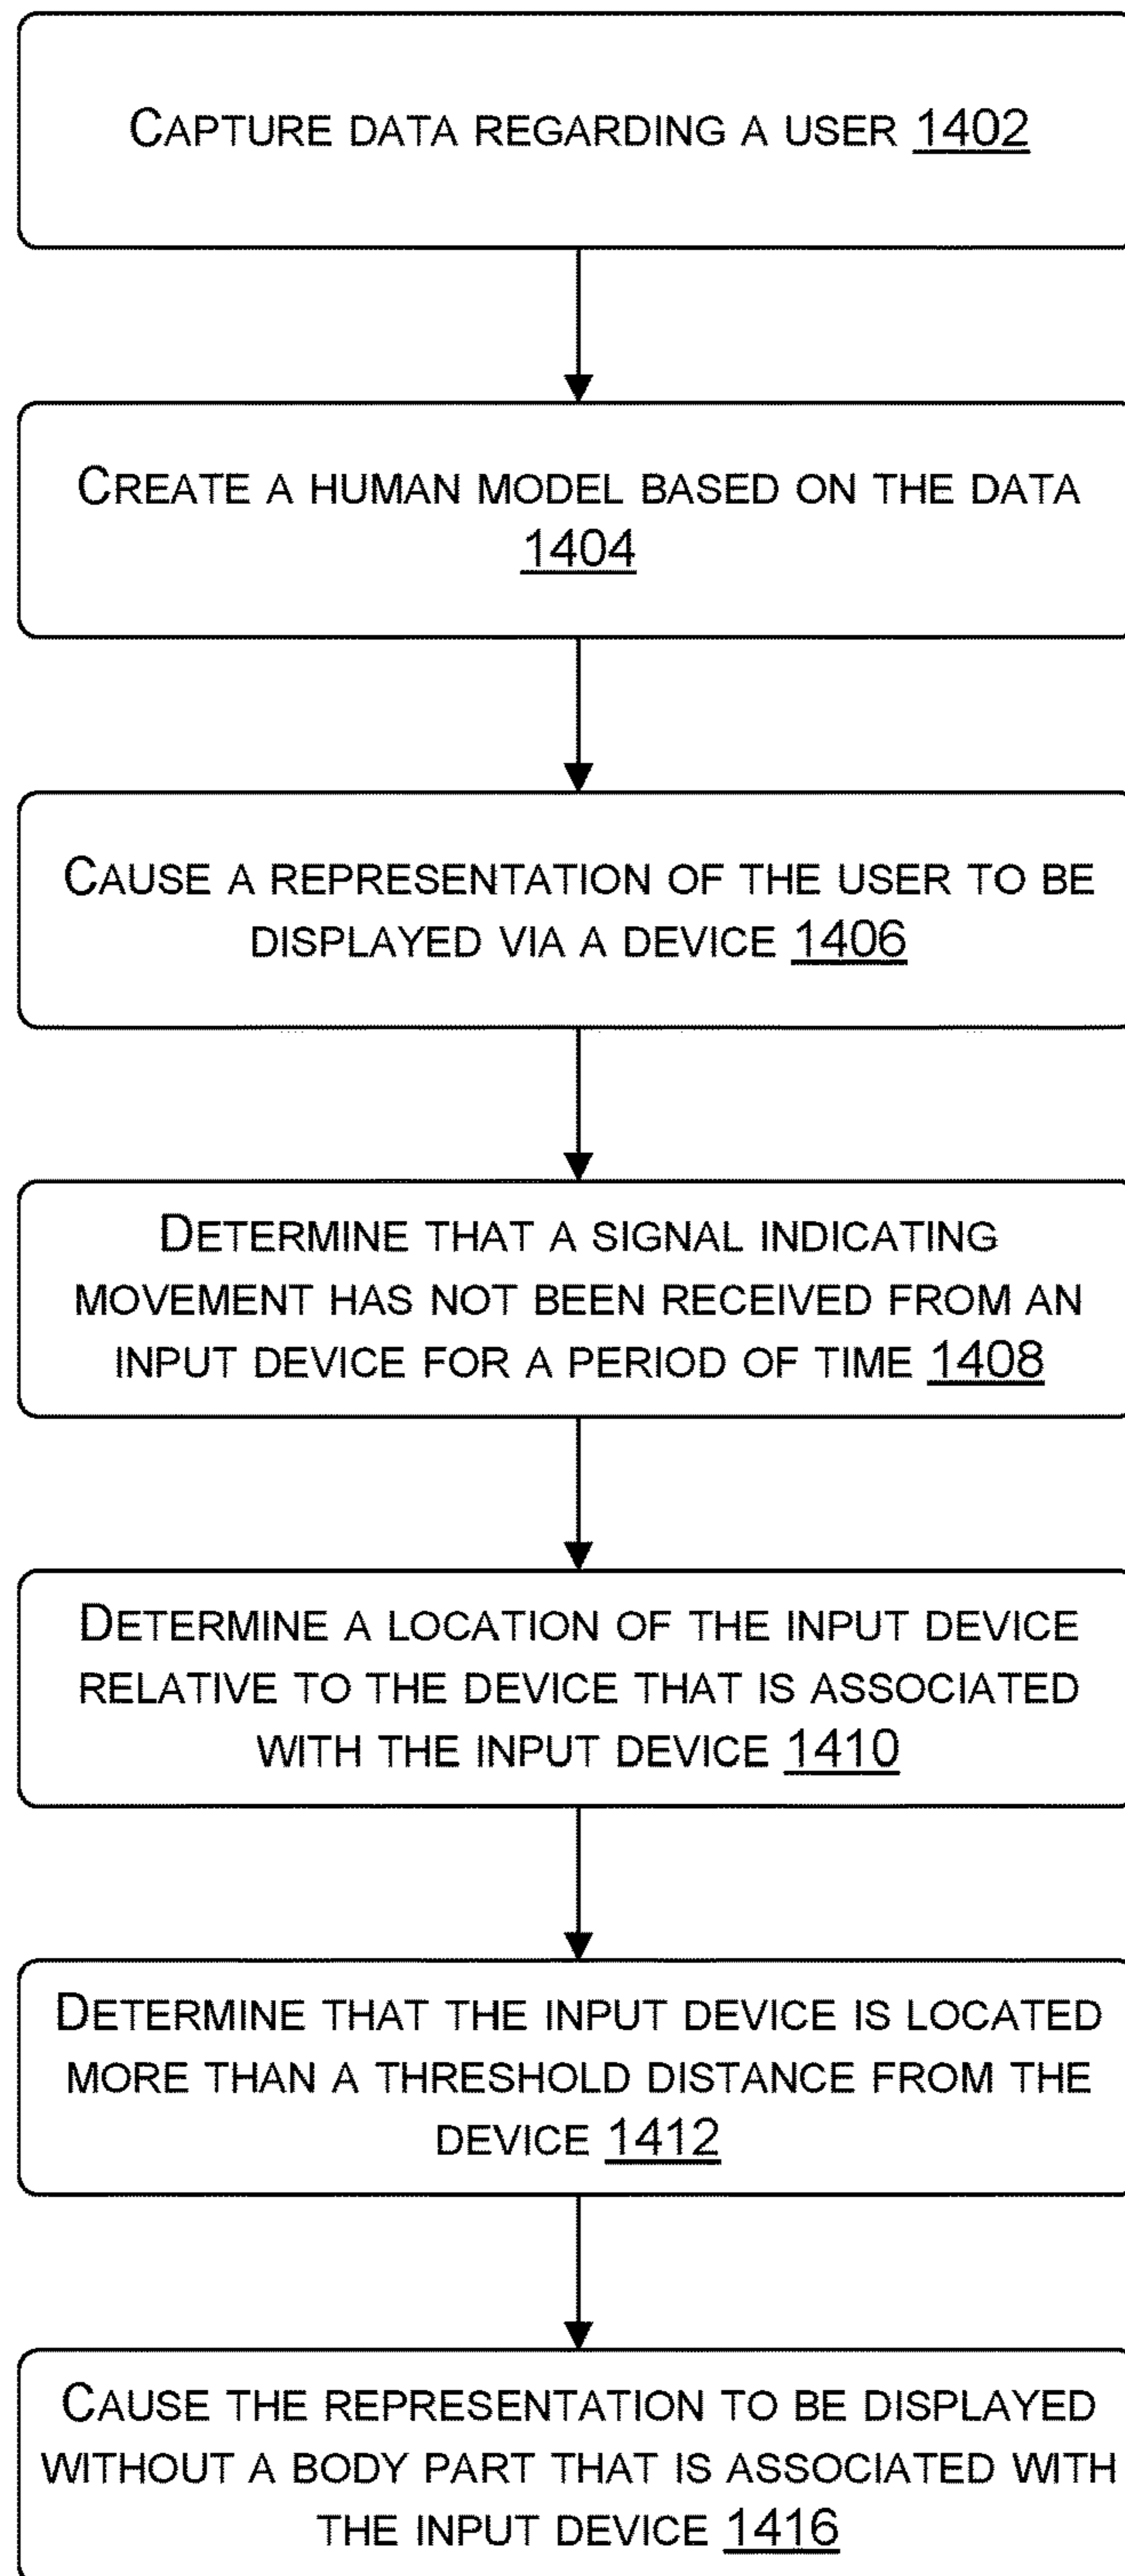 CAPTURE DATA REGARDING A USER 1402
CREATE A HUMAN MODEL BASED ON THE DATA
1404
CAUSE A REPRESENTATION OF THE USER TO BE
DISPLAYED VIA A DEVICE 1406
DETERMINE THAT A SIGNAL INDICATING
MOVEMENT HAS NOT BEEN RECEIVED FROM AN
INPUT DEVICE FOR A PERIOD OF TIME 1408
DETERMINE A LOCATION OF THE INPUT DEVICE
RELATIVE TO THE DEVICE THAT IS ASSOCIATED
WITH THE INPUT DEVICE 1410
DETERMINE THAT THE INPUT DEVICE IS LOCATED
MORE THAN A THRESHOLD DISTANCE FROM THE
DEVICE 1412
CAUSE THE REPRESENTATION TO BE DISPLAYED
WITHOUT A BODY PART THAT IS ASSOCIATED WITH
THE INPUT DEVICE 1416